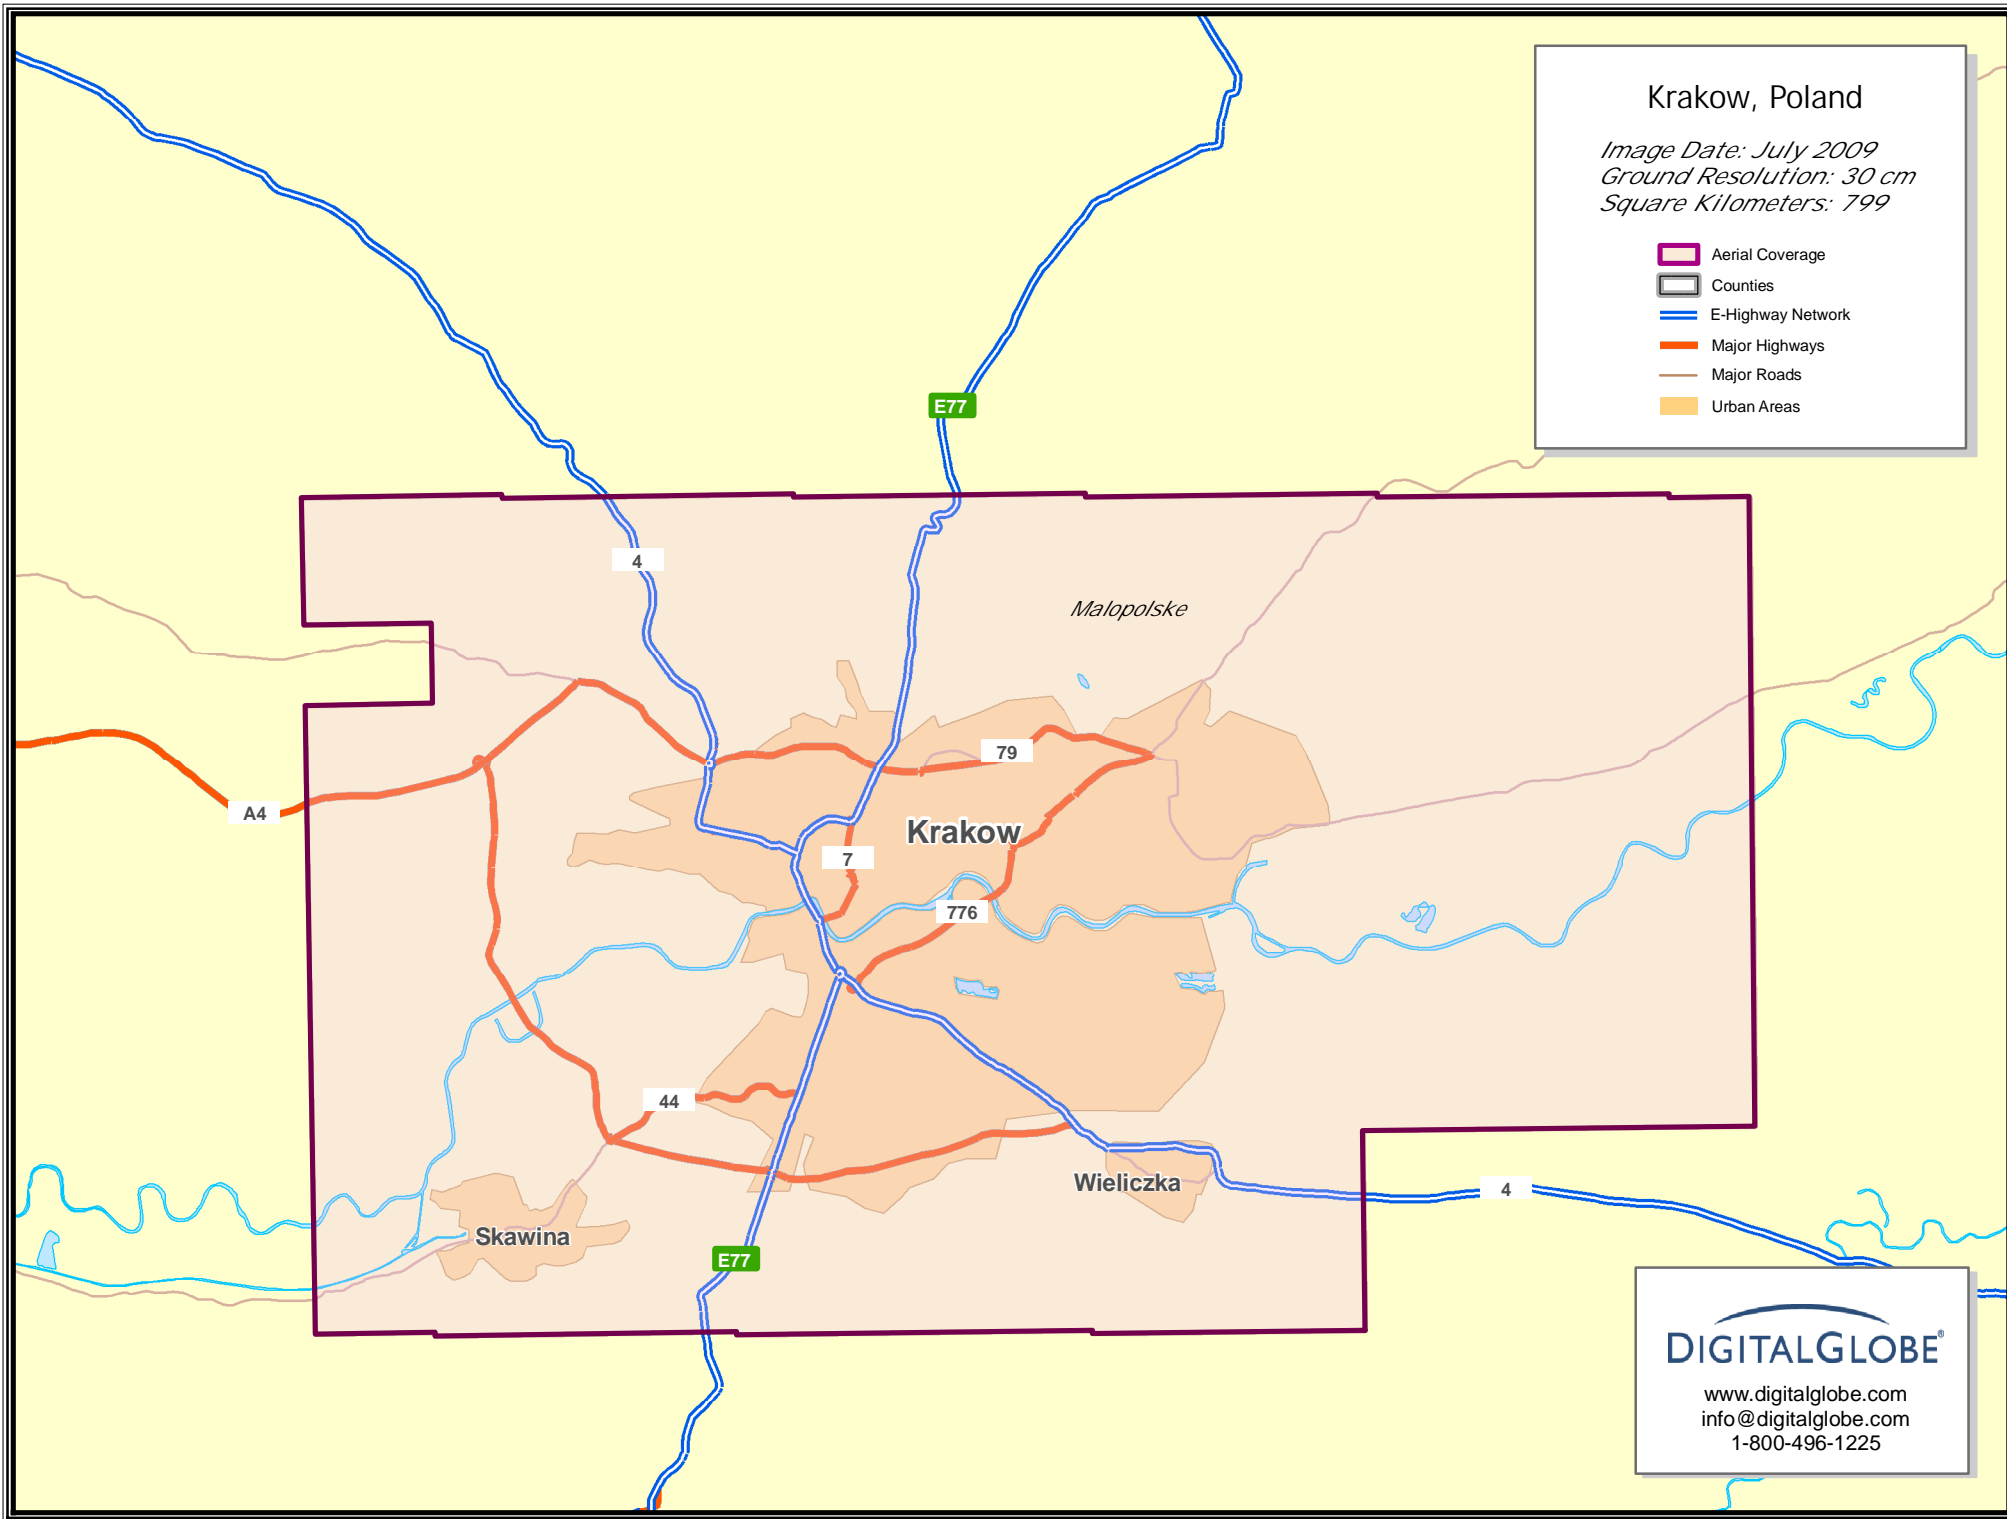 Krakow, Poland
Image Date: July 2009
Ground Resolution: 30 cm
Square Kilometers: 799
Aerial Coverage
Counties
E-Highway Network
Major Highways
Major Roads
Urban Areas
E77
4
Malopolske
79
A4
Krakow
7
776
44
Wieliczka
4
Skawina
E77
DIGITALGLOBE®
www.digitalglobe.com
info@digitalglobe.com
1-800-496-1225